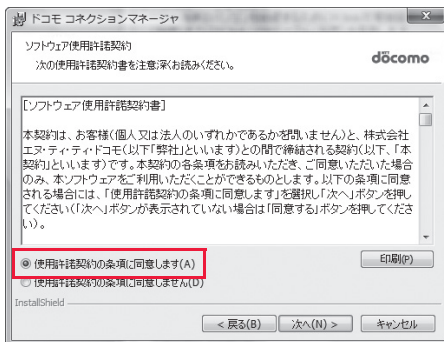 ドコモ コネクションマネージャ
ソフトウェア使用許諾契約
次の使用許諾契約書を注意深くお読みください。
döcomo
[ソフトウェア使用許諾契約書]
本契約は、お客様(個人又は法人のいずれかであるかを問いません)と、株式会社
エヌ・ティ・ティ・ドコモ(以下「弊社」といいます)との間で締結される契約(以下、「本
契約」といいます)です。本契約の各条項をお読みいただき、ご同意いただいた場合
のみ、本ソフトウェアをご利用いただくことができるものとします。以下の条項に同意
される場合には、「使用許諾契約の条項に同意します」を選択し「次へ」ボタンを押し
てください(「次へ」ボタンが表示されていない場合は「同意する」ボタンを押してくださ
い)。
使用許諾契約の条項に同意します(A)
印刷(P)
使用許諾契約の条項に同意しません(D)
InstallShield
< 戻る(B)
次へ(N) >
キャンセル